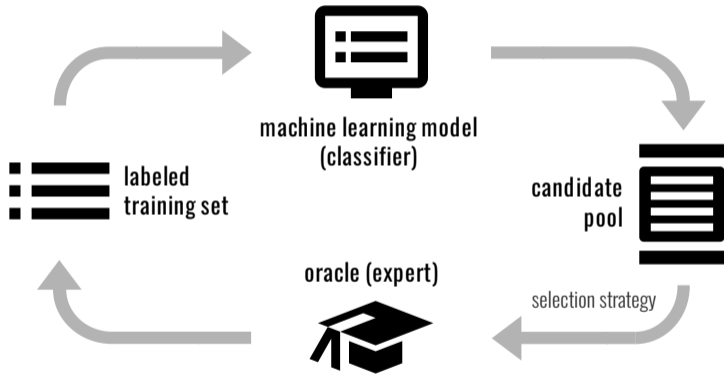 machine learning model
(classifier)
labeled
training set
candidate
pool
oracle (expert)
selection strategy